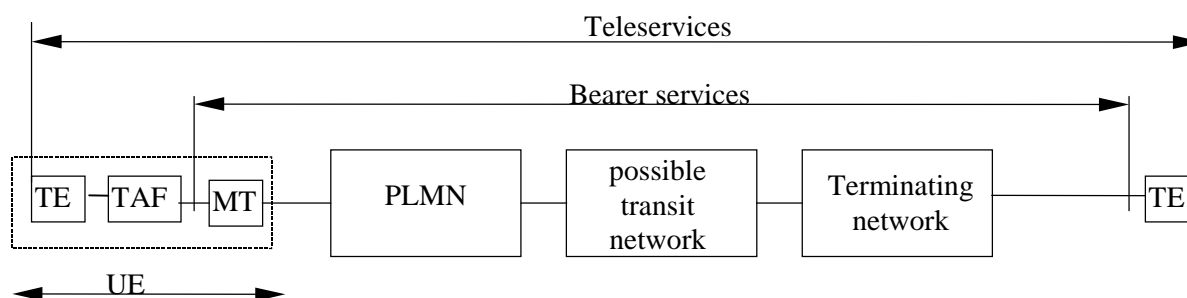 Teleservices
Bearer services
TE
TAF
MT
PLMN
possible
transit
network
Terminating
network
TE
UE